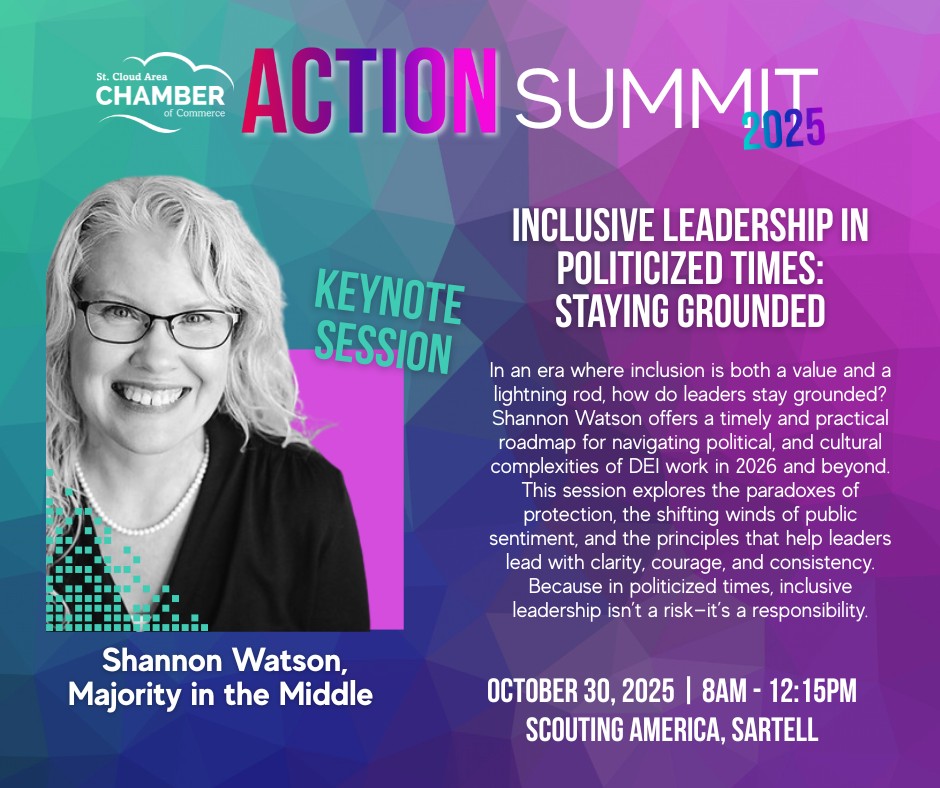 St. Cloud Area
CHAMBER
of Commerce
ACTION SUMMIT
2025
KEYNOTE
SESSION
INCLUSIVE LEADERSHIP IN
POLITICIZED TIMES:
STAYING GROUNDED
In an era where inclusion is both a value and a
lightning rod, how do leaders stay grounded?
Shannon Watson offers a timely and practical
roadmap for navigating political, and cultural
complexities of DEI work in 2026 and beyond.
This session explores the paradoxes of
protection, the shifting winds of public
sentiment, and the principles that help leaders
lead with clarity, courage, and consistency.
Because in politicized times, inclusive
leadership isn't a risk–it's a responsibility.
Shannon Watson,
Majority in the Middle
OCTOBER 30, 2025 | 8AM - 12:15PM
SCOUTING AMERICA, SARTELL